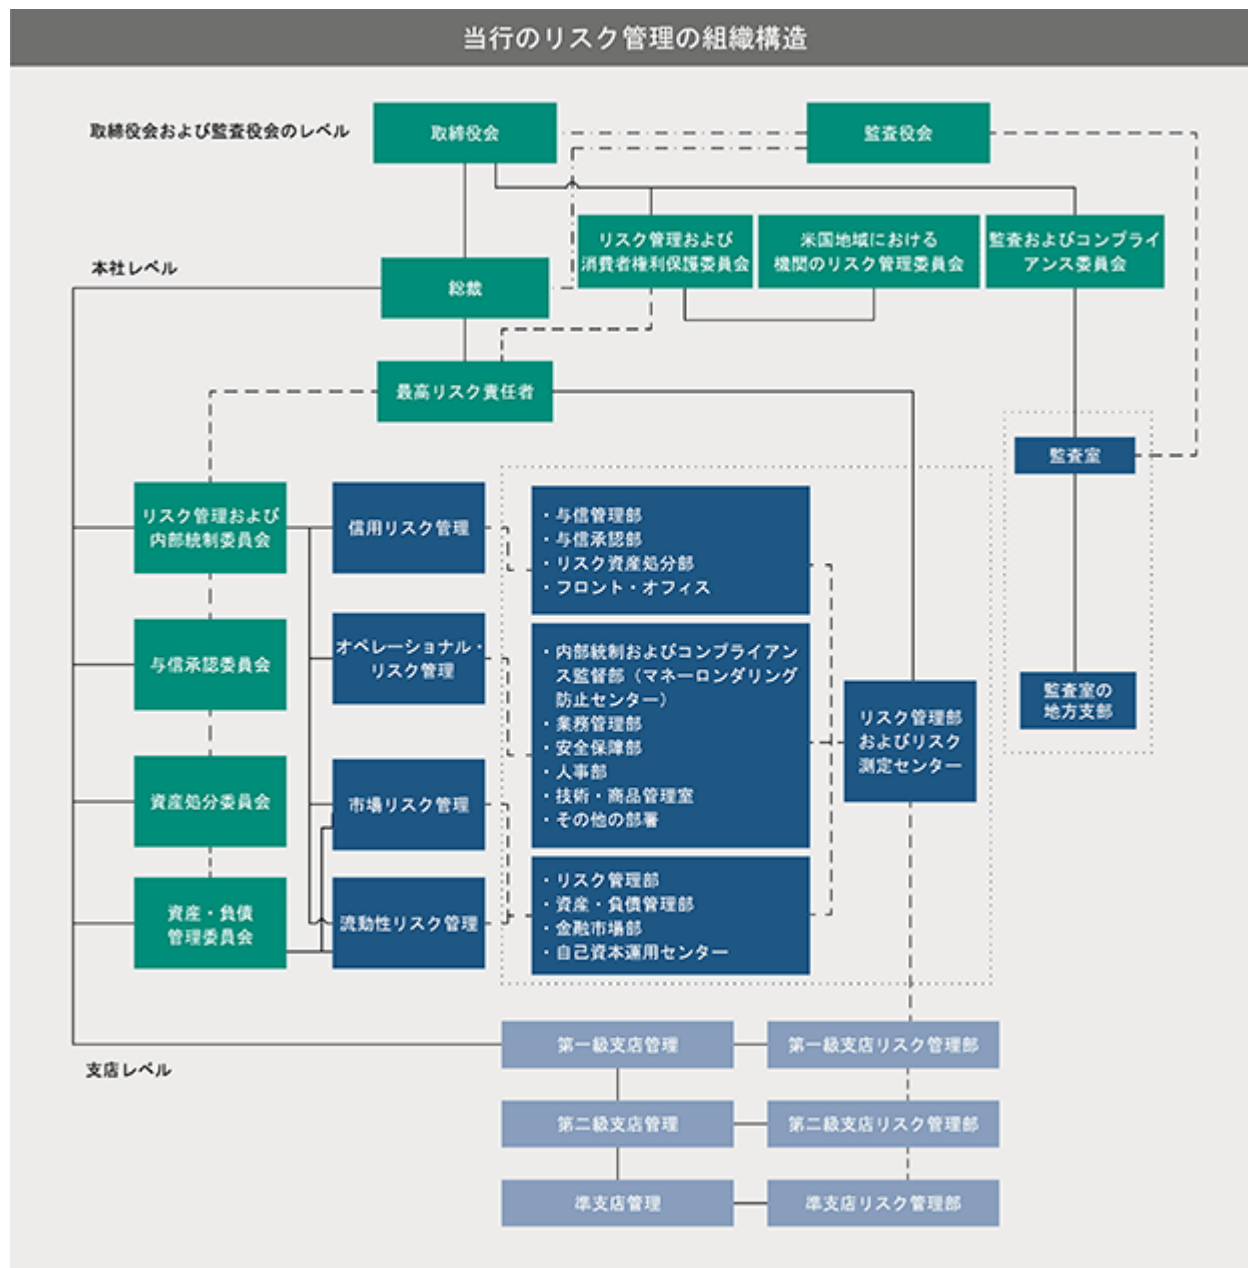 当行のリスク管理の組織構造
取締役会および監査役会のレベル
取締役会
監査役会
リスク管理および
消費者権利保護委員会
米国地域における
機関のリスク管理委員会
監査およびコンプライ
アンス委員会
本社レベル
総裁
最高リスク責任者
監査室
監査室の
地方支部
リスク管理および
内部統制委員会
与信承認委員会
資産処分委員会
資産・負債
管理委員会
信用リスク管理
オペレーショナル・
リスク管理
市場リスク管理
流動性リスク管理
・与信管理部
・与信承認部
・リスク資産処分部
・フロント・オフィス
・内部統制およびコンプライアン
ス監督部（マネーロンダリング
防止センター）
・業務管理部
・安全保障部
・人事部
・技術・商品管理室
・その他の部署
・リスク管理部
・資産・負債管理部
・金融市場部
・自己資本運用センター
リスク管理部
およびリスク
測定センター
支店レベル
第一級支店管理
第一級支店リスク管理部
第二級支店管理
第二級支店リスク管理部
準支店管理
準支店リスク管理部